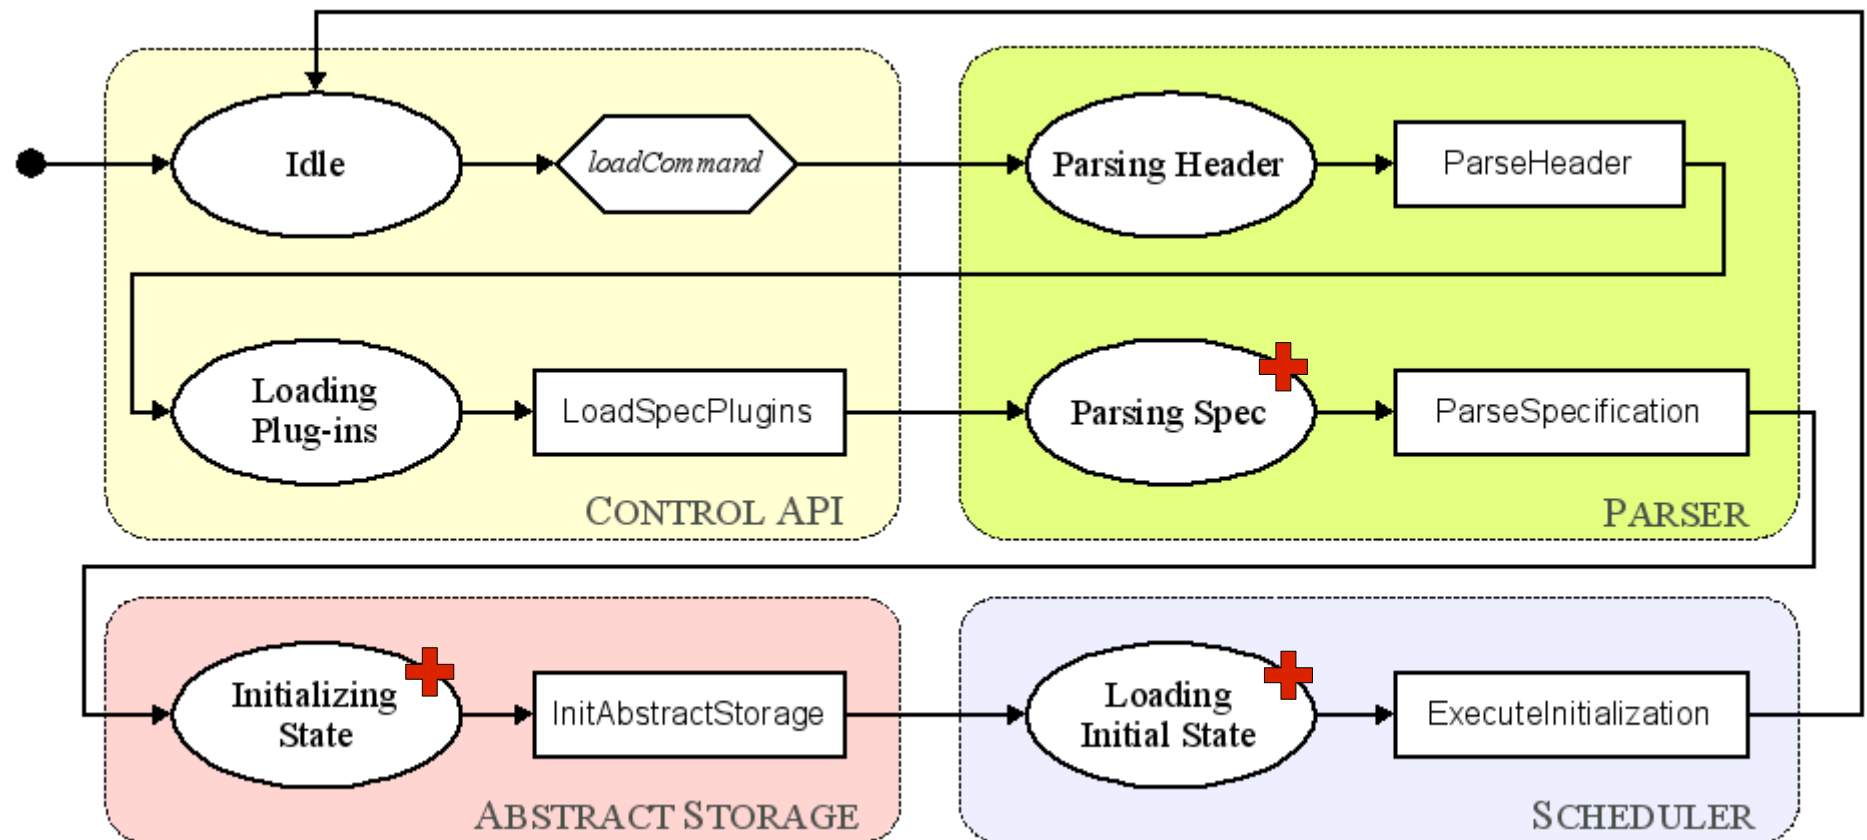 Idle
loadCommand
Parsing Header
ParseHeader
Loading
Plug-ins
LoadSpecPlugins
Parsing Spec
ParseSpecification
CONTROL API
PARSER
Initializing
State
InitAbstractStorage
Loading
Initial State
ExecuteInitialization
ABSTRACT STORAGE
SCHEDULER